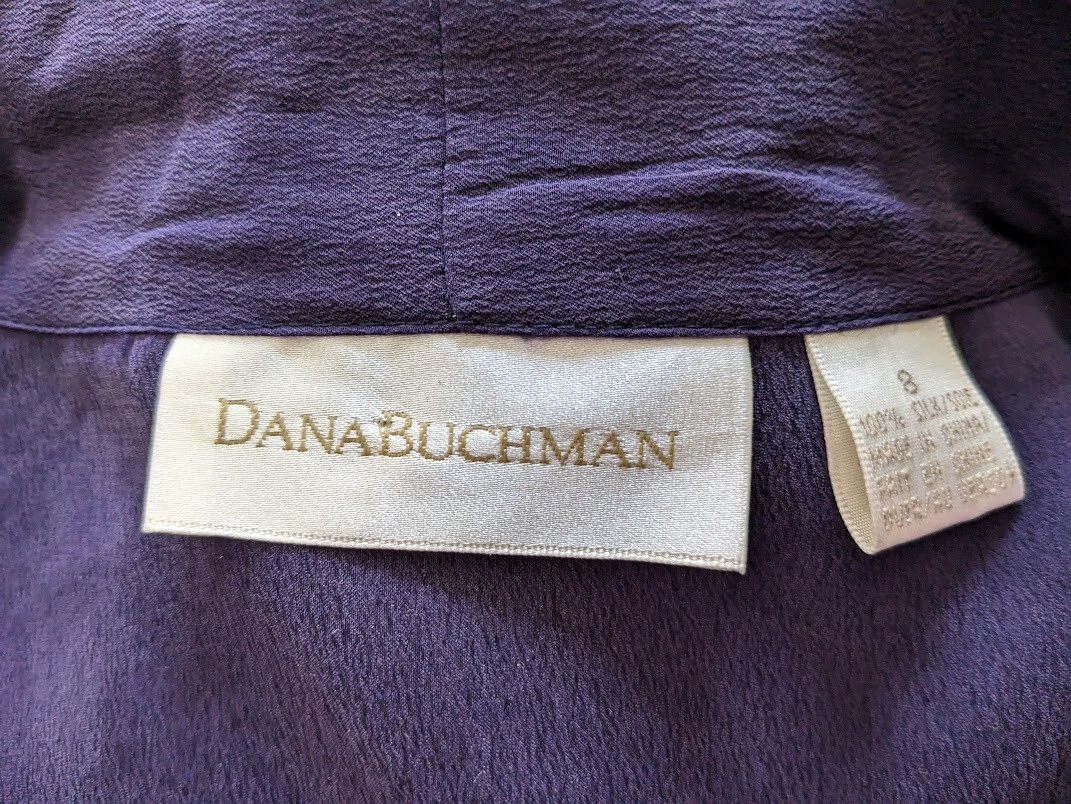 DANABUCHMAN
8
100% SILK/SOIE
MADE IN CHINA/
FAIT EN CHINE